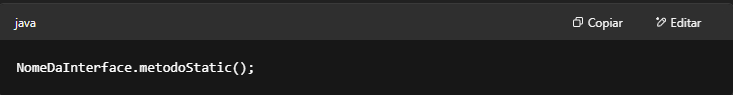 java
Copiar
Editar
NomeDaInterface.metodoStatic();